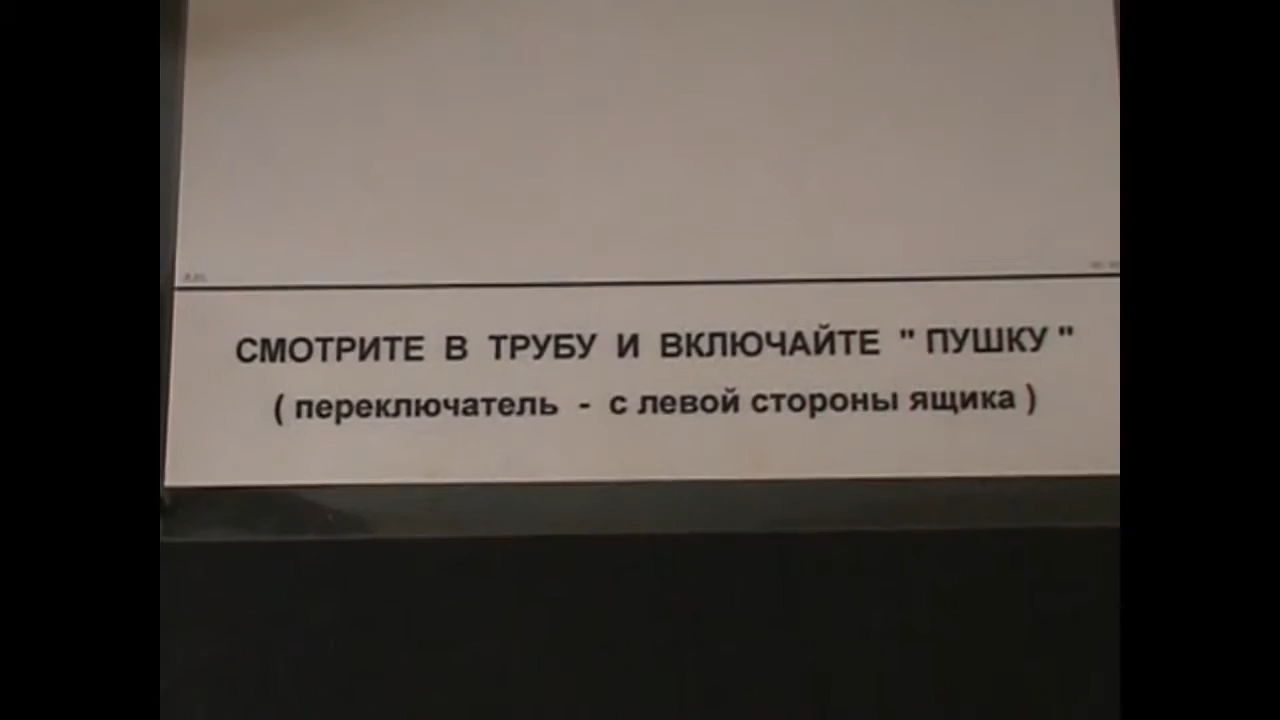 СМОТРИТЕ В ТРУБУ И ВКЛЮЧАЙТЕ " ПУШКУ "
( переключатель - с левой стороны ящика )